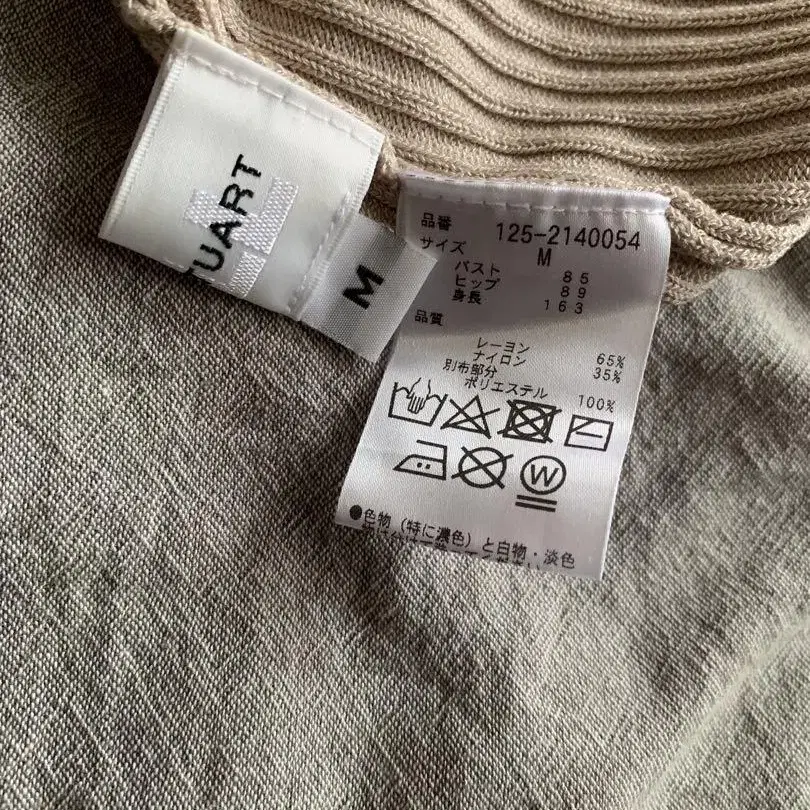 TUART
M
品番 125-2140054
サイズ M
バスト 85
ヒップ 89
身長 163
品質
レーヨン 65%
ナイロン 35%
別布部分
ポリエステル 100%
W
●色物(特に濃色)と白物・淡色